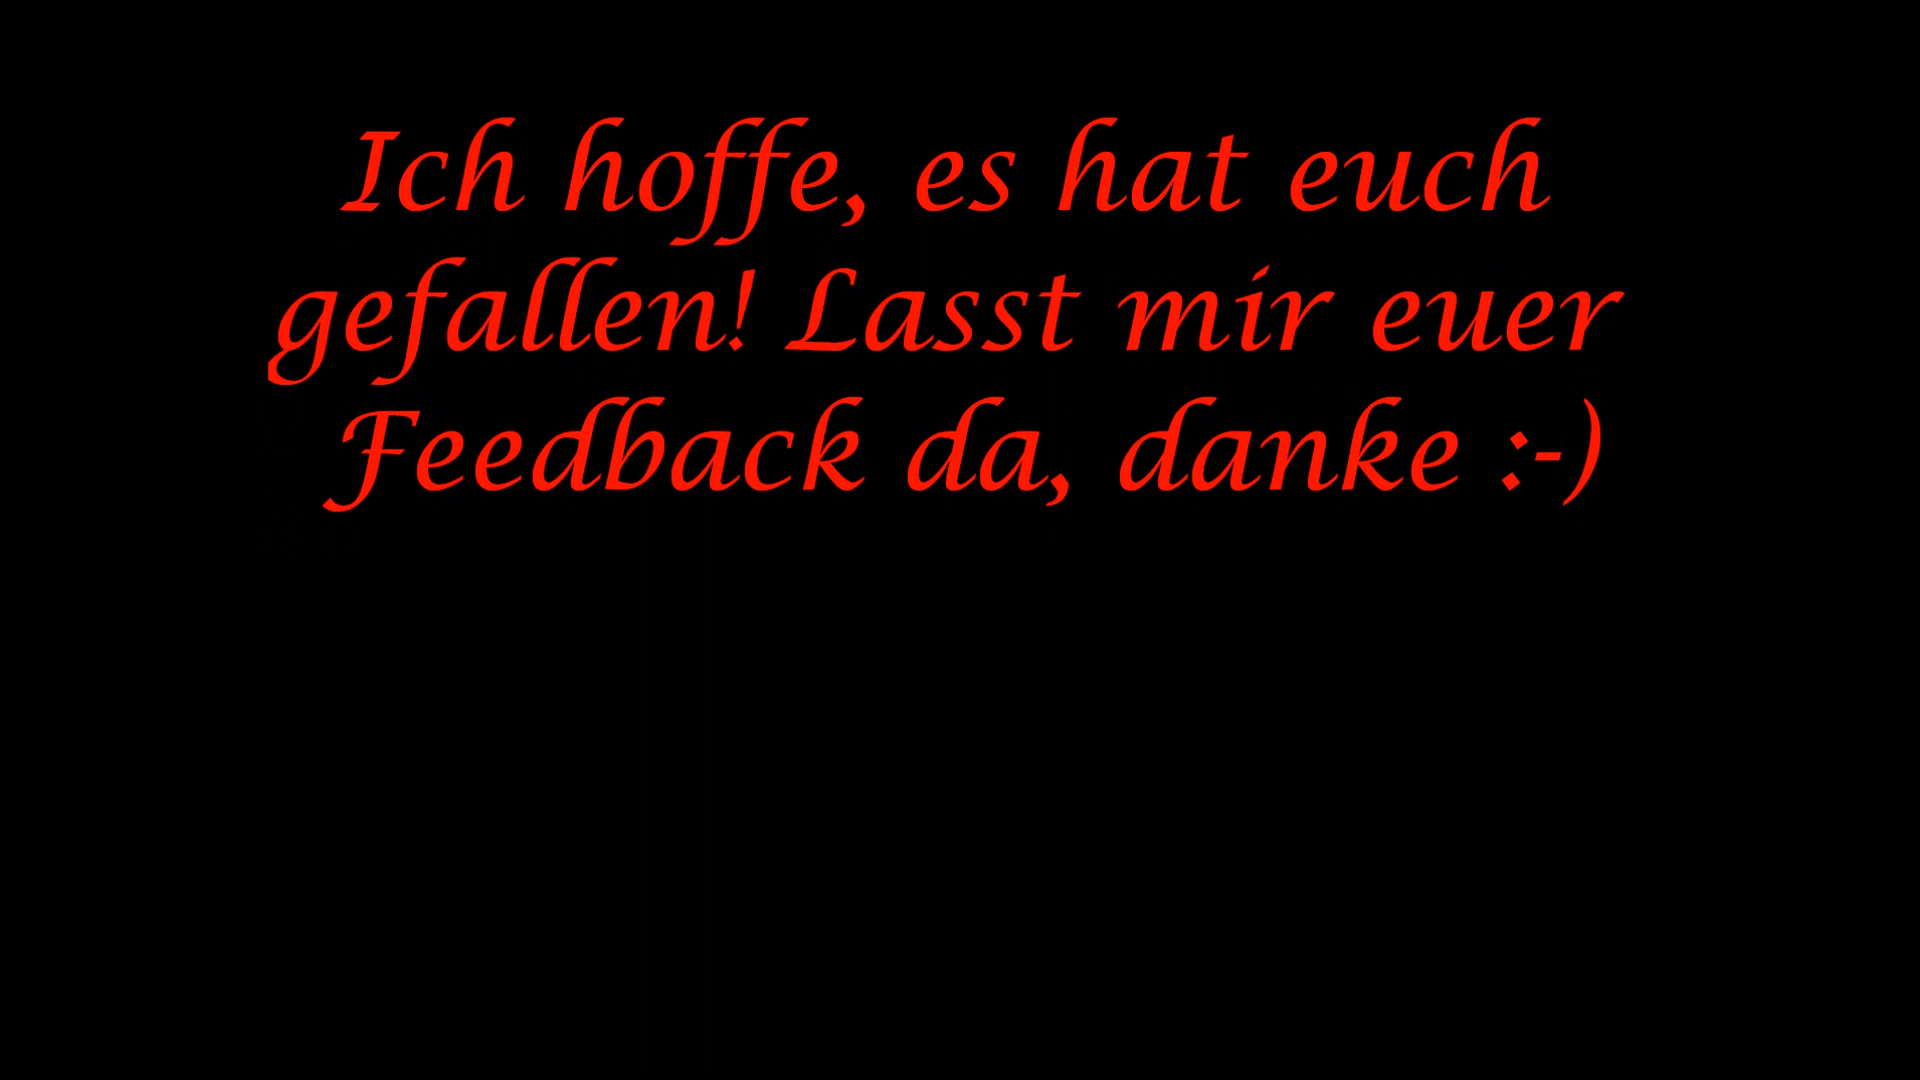 Ich hoffe, es hat euch
gefallen! Lasst mir euer
Feedback da, danke :-)